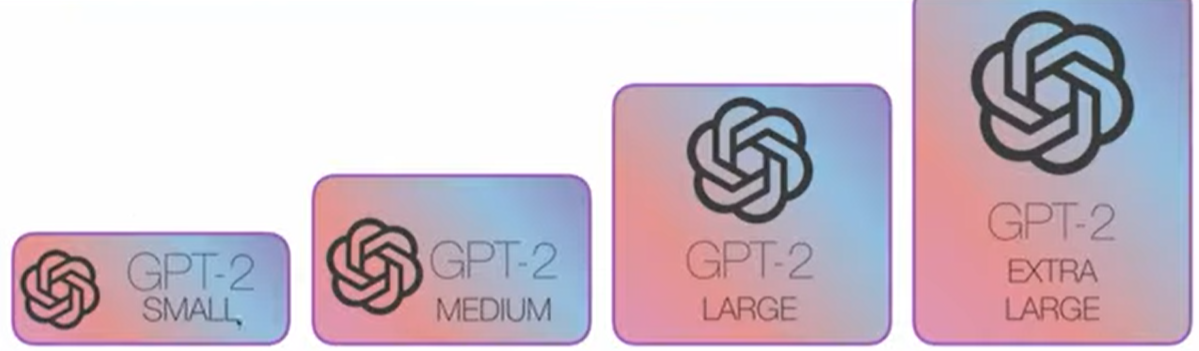 GPT-2
SMALL
GPT-2
MEDIUM
GPT-2
LARGE
GPT-2
EXTRA
LARGE